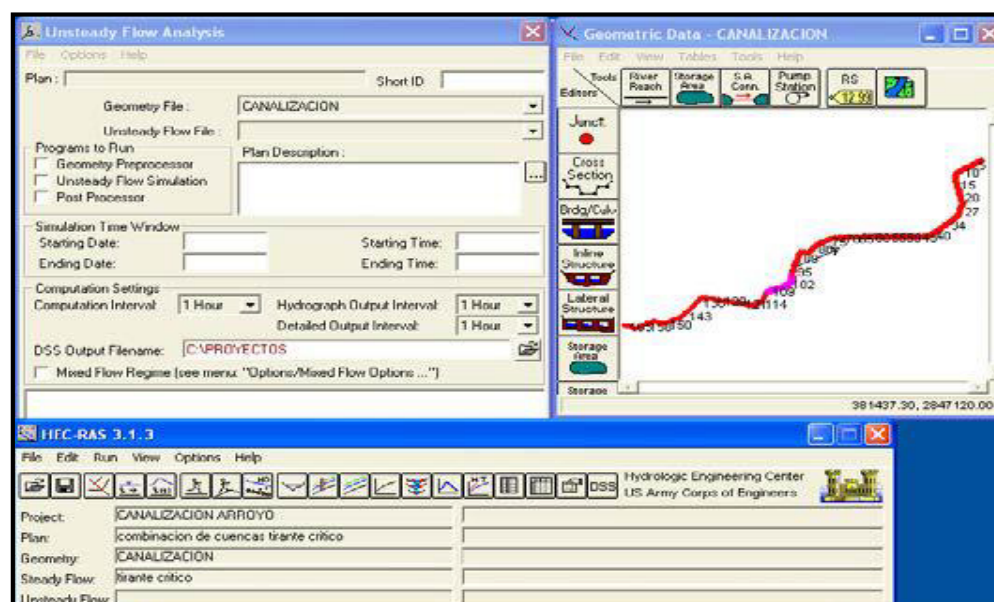 Unsteady Flow Analysis
File Options Help
Plan :
Short ID
Geometry File :
CANALIZACION
Unsteady Flow File :
Programs to Run
Geometry Preprocessor
Unsteady Flow Simulation
Post Processor
Plan Description :
...
Simulation Time Window
Starting Date:
Starting Time:
Ending Date:
Ending Time:
Computation Settings
Computation Interval:
1 Hour
Hydrograph Output Interval:
1 Hour
Detailed Output Interval:
1 Hour
DSS Output Filename:
C:\PROYECTOS
Mixed Flow Regime (see menu: "Options/Mixed Flow Options ...")
Geometric Data - CANALIZACION
File Edit View Tables Tools Help
Tools
Editors
River Reach
Storage Area
S.A. Conn.
Pump Station
RS
Junct.
Cross Section
Brdg/Culv
Inline Structure
Lateral Structure
Storage Area
Storage
10
15
20
27
34
40
95
102
109
114
143
150
381437.30, 2847120.00
HEC-RAS 3.1.3
File Edit Run View Options Help
DSS
Hydrologic Engineering Center
US Army Corps of Engineers
Project:
CANALIZACION ARROYO
Plan:
combinacion de cuencas tirante critico
Geometry:
CANALIZACION
Steady Flow:
tirante critico
Unsteady Flow: